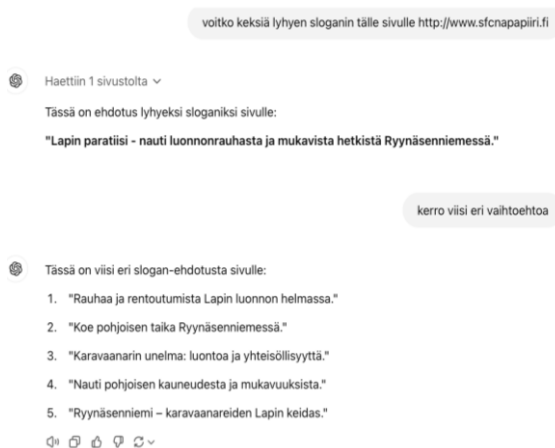 voitko keksiä lyhyen sloganin tälle sivulle http://www.sfcnapapiiri.fi
Haettiin 1 sivustolta
Tässä on ehdotus lyhyeksi sloganiksi sivulle:
"Lapin paratiisi - nauti luonnonrauhasta ja mukavista hetkistä Ryynäsenniemessä."
kerro viisi eri vaihtoehtoa
Tässä on viisi eri slogan-ehdotusta sivulle:
1. "Rauhaa ja rentoutumista Lapin luonnon helmassa."
2. "Koe pohjoisen taika Ryynäsenniemessä."
3. "Karavaanarin unelma: luontoa ja yhteisöllisyyttä."
4. "Nauti pohjoisen kauneudesta ja mukavuuksista."
5. "Ryynäsenniemi – karavaanareiden Lapin keidas."